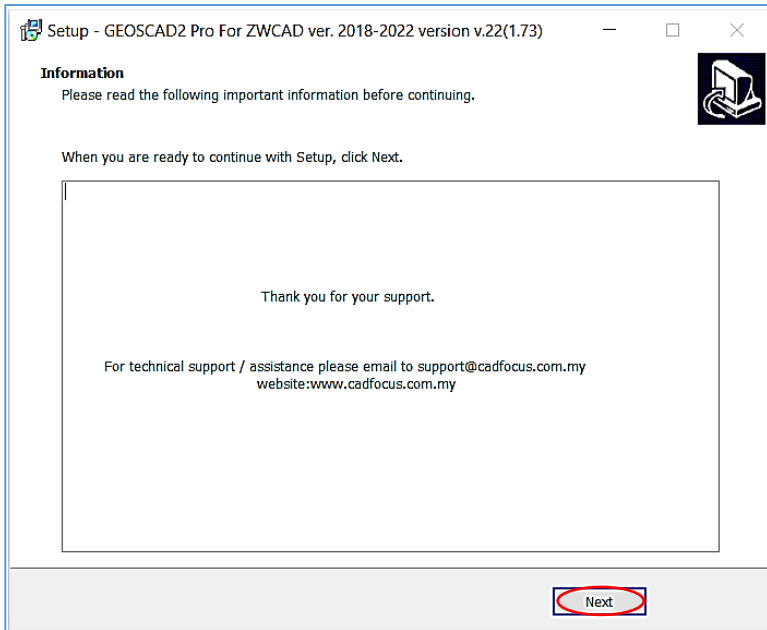 Setup - GEOSCAD2 Pro For ZWCAD ver. 2018-2022 version v.22(1.73)
Information
Please read the following important information before continuing.
When you are ready to continue with Setup, click Next.
Thank you for your support.
For technical support / assistance please email to support@cadfocus.com.my
website:www.cadfocus.com.my
Next